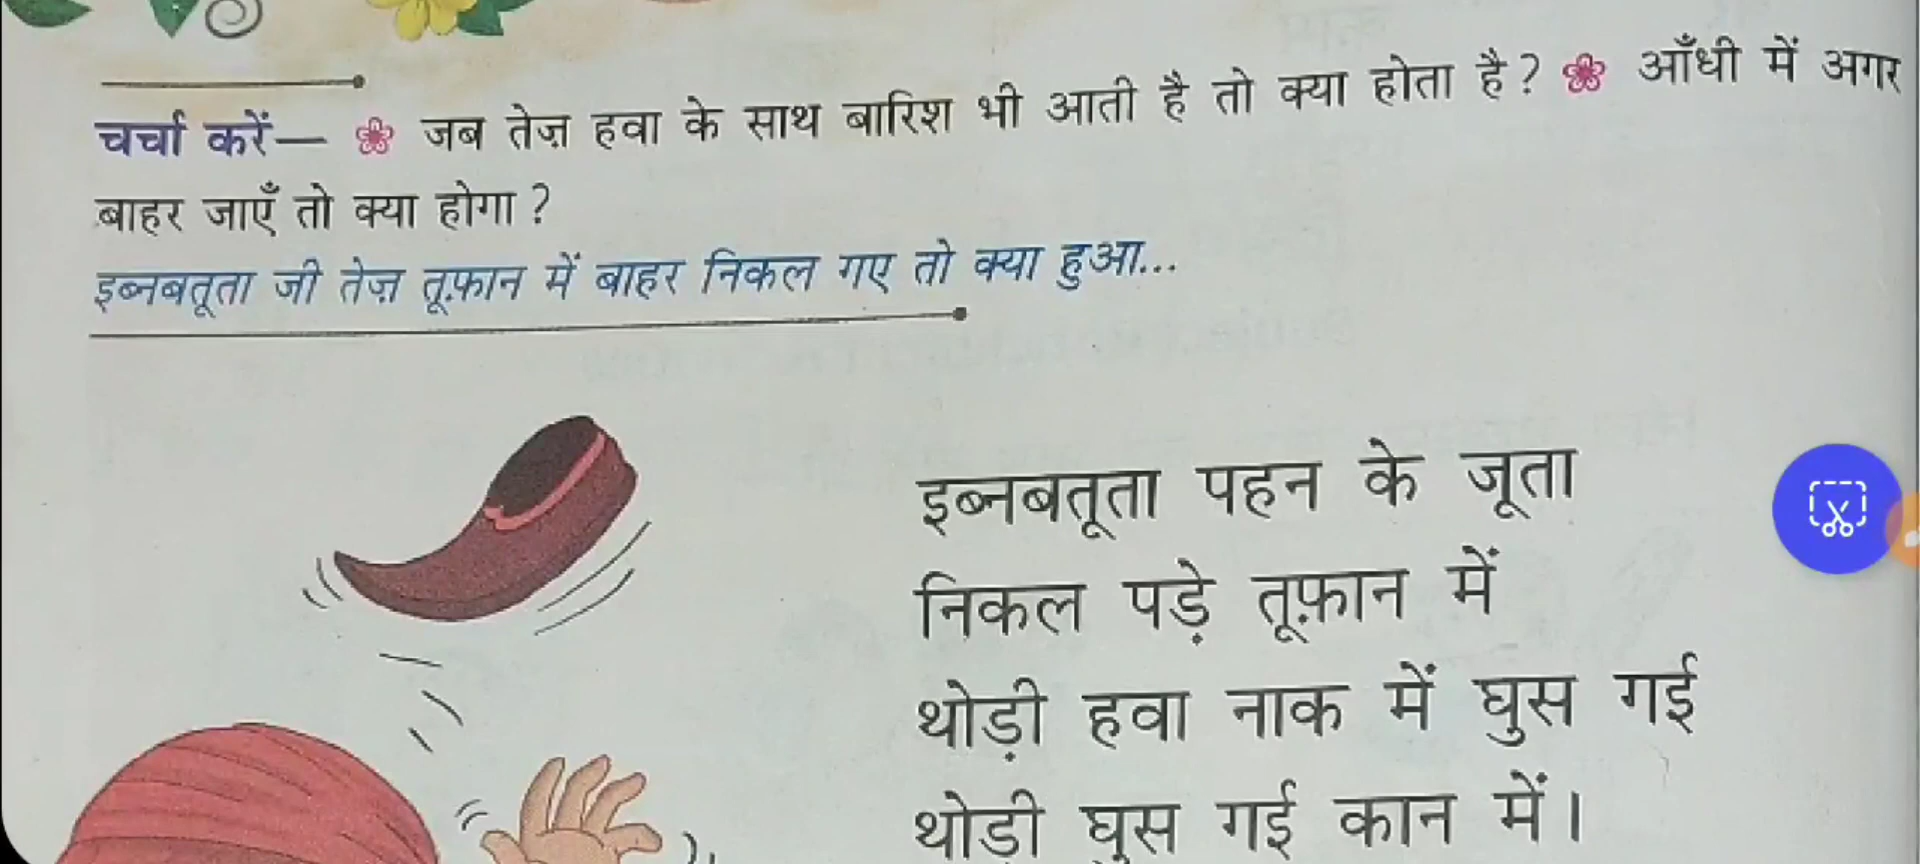 चर्चा करें— जब तेज़ हवा के साथ बारिश भी आती है तो क्या होता है? आँधी में अगर
बाहर जाएँ तो क्या होगा?
इब्नबतूता जी तेज़ तूफ़ान में बाहर निकल गए तो क्या हुआ...
इब्नबतूता पहन के जूता
निकल पड़े तूफ़ान में
थोड़ी हवा नाक में घुस गई
थोड़ी घुस गई कान में।